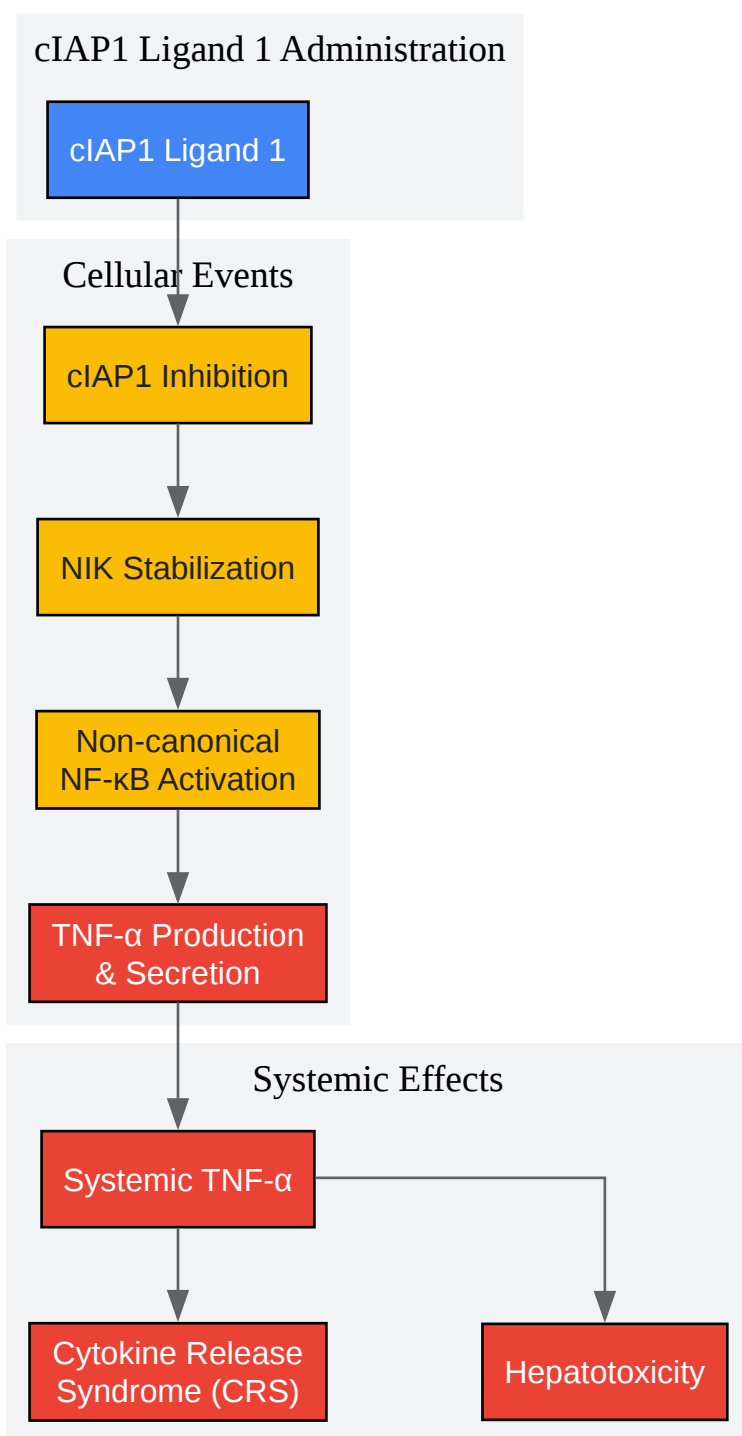 cIAP1 Ligand 1 Administration
cIAP1 Ligand 1
Cellular Events
cIAP1 Inhibition
NIK Stabilization
Non-canonical
NF-κB Activation
TNF-α Production
& Secretion
Systemic Effects
Systemic TNF-α
Cytokine Release
Syndrome (CRS)
Hepatotoxicity